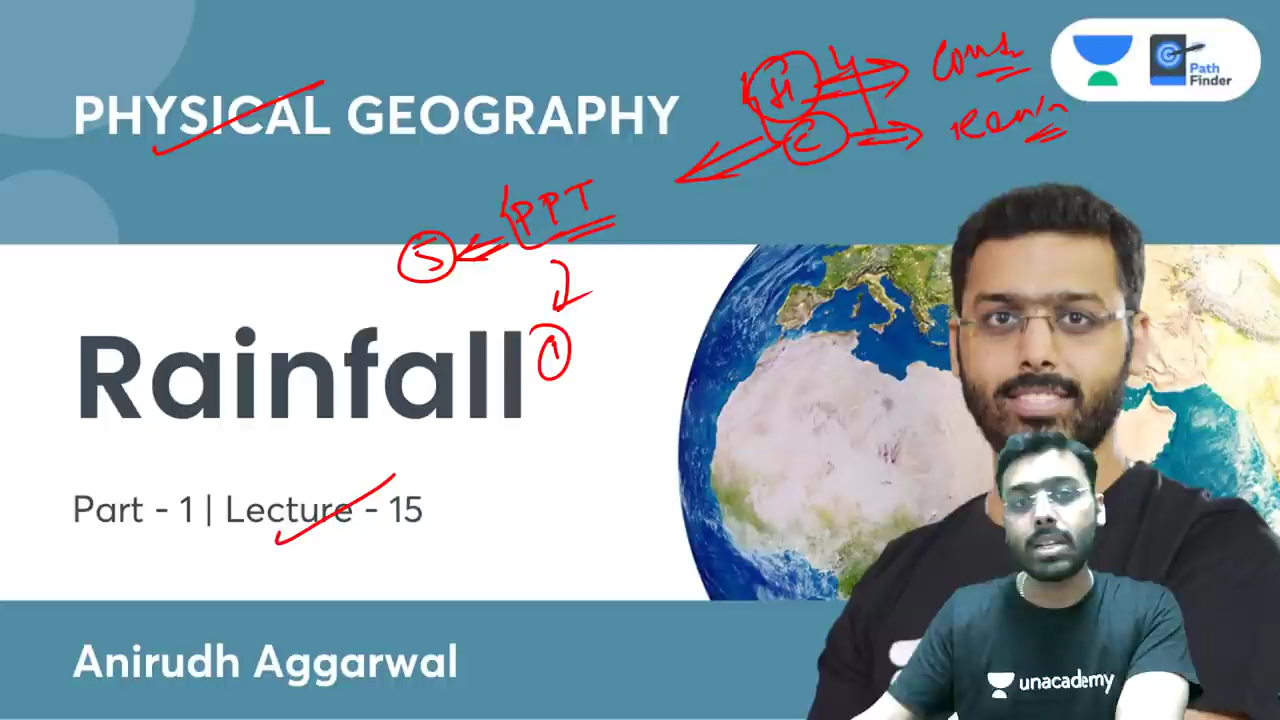 PHYSICAL GEOGRAPHY
Path
Finder
H
C
PPT
Rainfall
Part - 1 | Lecture - 15
Anirudh Aggarwal
unacademy